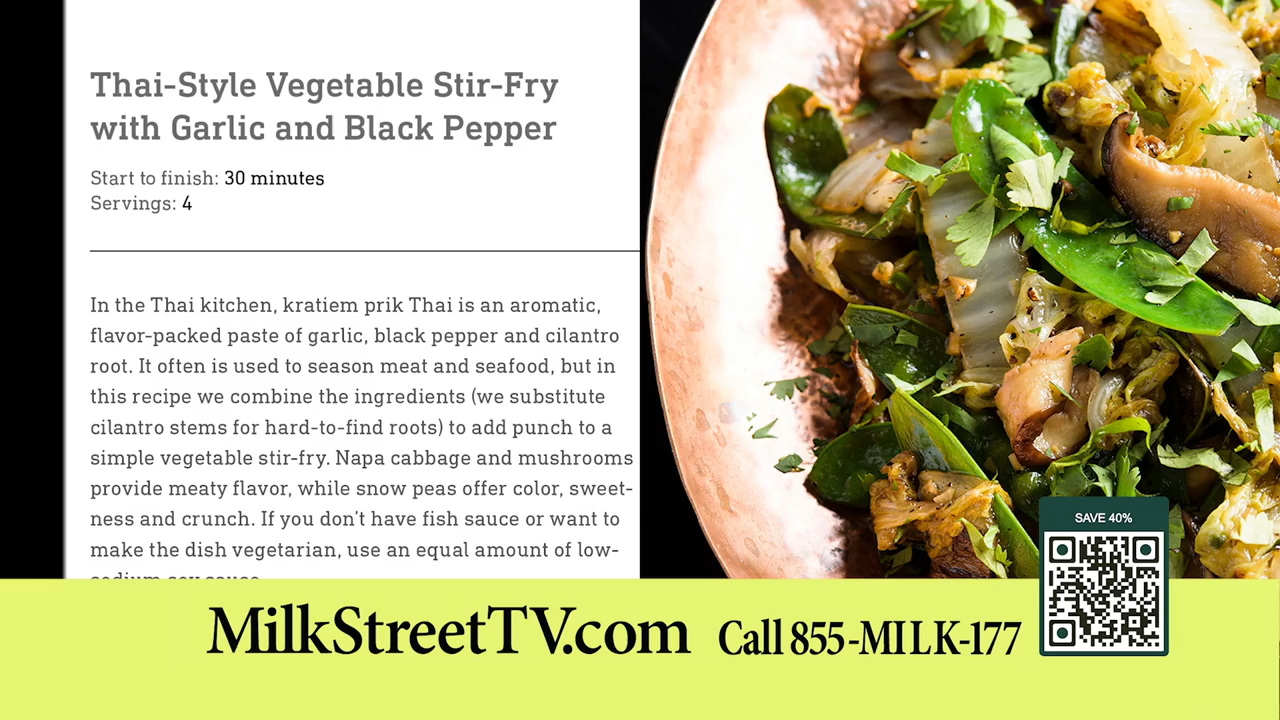 Thai-Style Vegetable Stir-Fry
with Garlic and Black Pepper
Start to finish: 30 minutes
Servings: 4
In the Thai kitchen, kratiem prik Thai is an aromatic,
flavor-packed paste of garlic, black pepper and cilantro
root. It often is used to season meat and seafood, but in
this recipe we combine the ingredients (we substitute
cilantro stems for hard-to-find roots) to add punch to a
simple vegetable stir-fry. Napa cabbage and mushrooms
provide meaty flavor, while snow peas offer color, sweet-
ness and crunch. If you don't have fish sauce or want to
make the dish vegetarian, use an equal amount of low-
sodium soy sauce.
SAVE 40%
MilkStreetTV.com Call 855-MILK-177